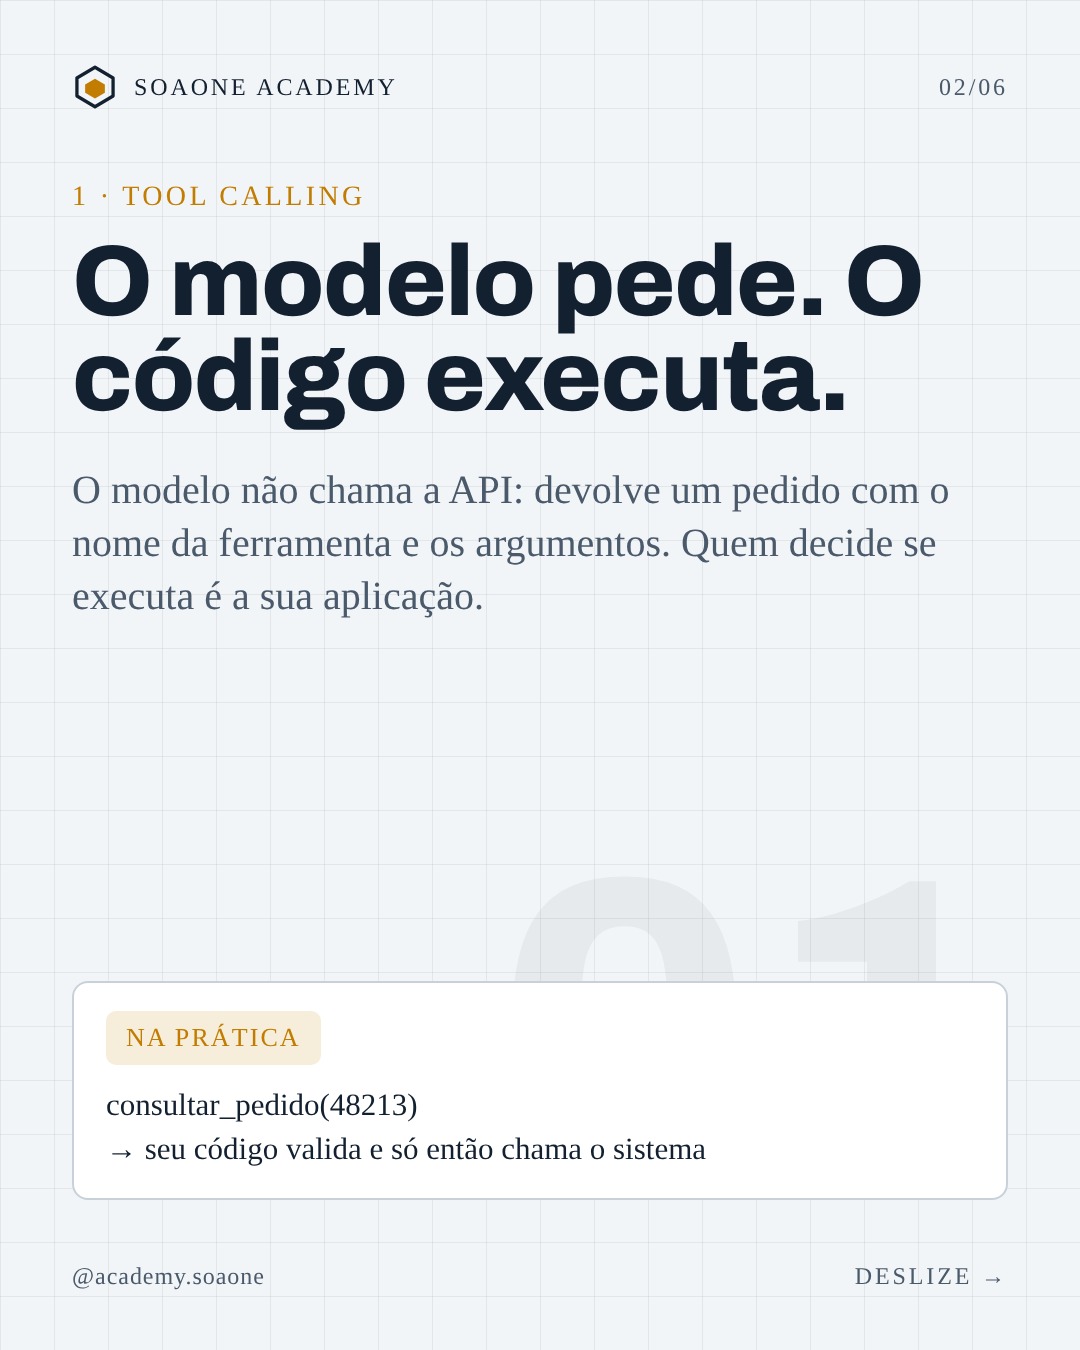 SOAONE ACADEMY
02/06
1 · TOOL CALLING
O modelo pede. O
código executa.
O modelo não chama a API: devolve um pedido com o
nome da ferramenta e os argumentos. Quem decide se
executa é a sua aplicação.
01
NA PRÁTICA
consultar_pedido(48213)
→ seu código valida e só então chama o sistema
@academy.soaone
DESLIZE →